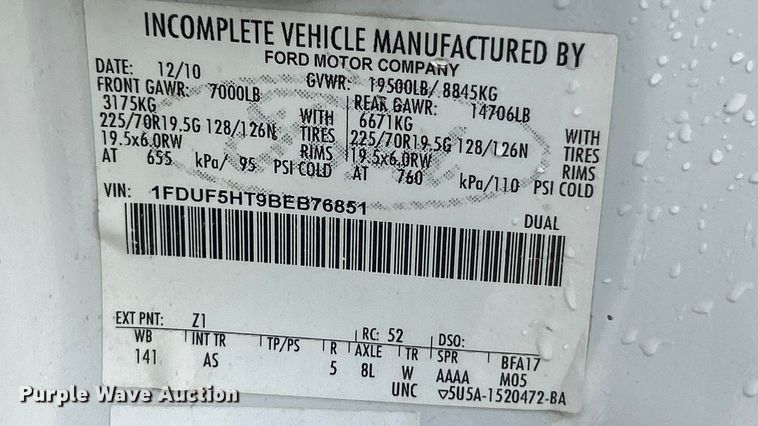 INCOMPLETE VEHICLE MANUFACTURED BY
FORD MOTOR COMPANY
DATE: 12/10 GVWR: 19500LB/ 8845KG
FRONT GAWR: 7000LB REAR GAWR: 14706LB
3175KG WITH 6671KG WITH
225/70R19.5G 128/126N TIRES 225/70R19.5G 128/126N TIRES
19.5x6.0RW RIMS 19.5x6.0RW RIMS
AT 655 kPa/ 95 PSI COLD AT 760 kPa/110 PSI COLD
VIN: 1FDUF5HT9BEB76851
DUAL
EXT PNT: Z1 RC: 52 DSO:
WB INT TR TP/PS R AXLE TR SPR BFA17
141 AS 5 8L W AAAA M05
UNC ▽5U5A-1520472-BA
Purple Wave Auction